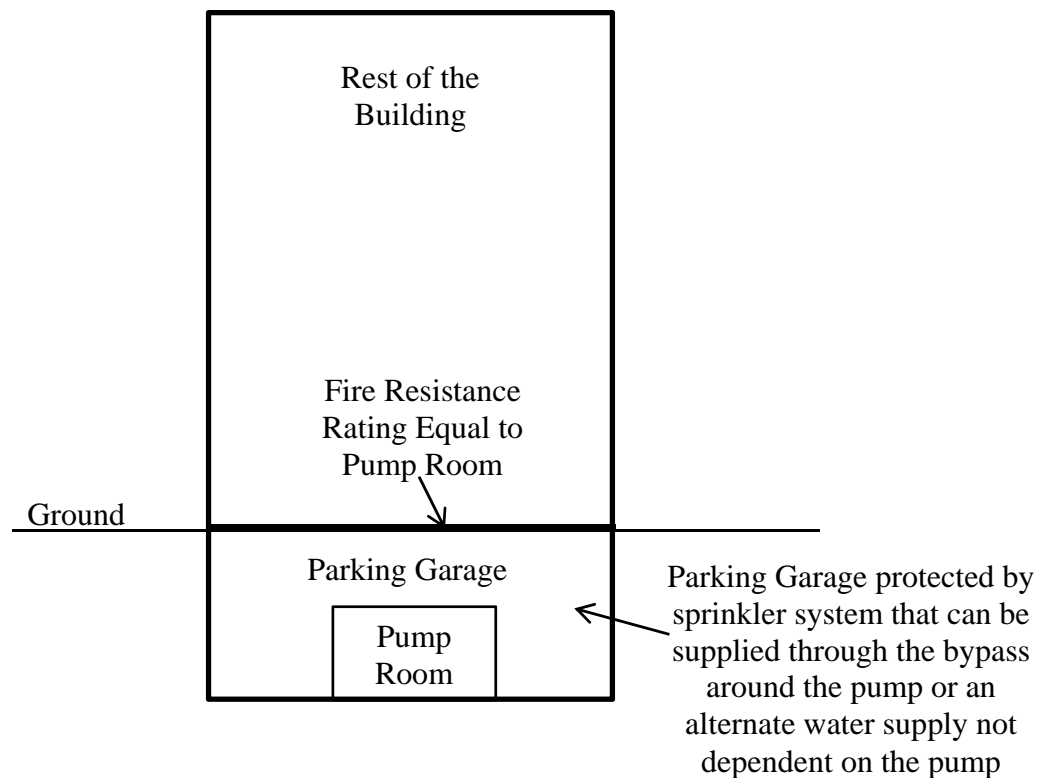 Rest of the
Building
Fire Resistance
Rating Equal to
Pump Room
Ground
Parking Garage
Pump
Room
Parking Garage protected by
sprinkler system that can be
supplied through the bypass
around the pump or an
alternate water supply not
dependent on the pump